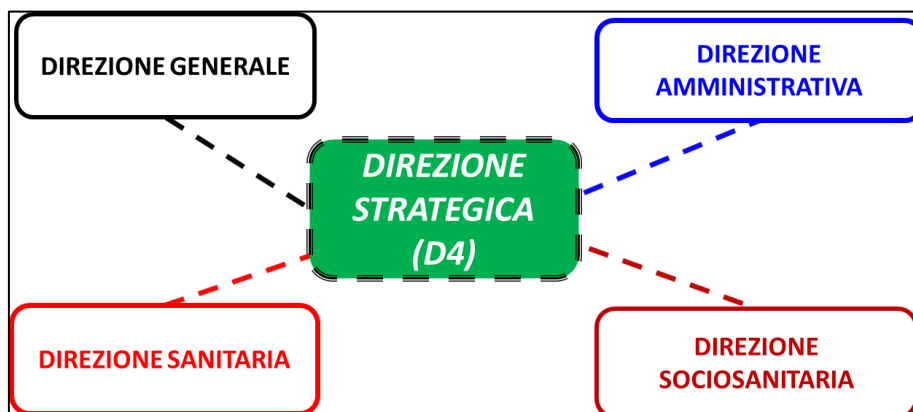 DIREZIONE GENERALE
DIREZIONE
AMMINISTRATIVA
DIREZIONE
STRATEGICA
(D4)
DIREZIONE SANITARIA
DIREZIONE
SOCIOSANITARIA